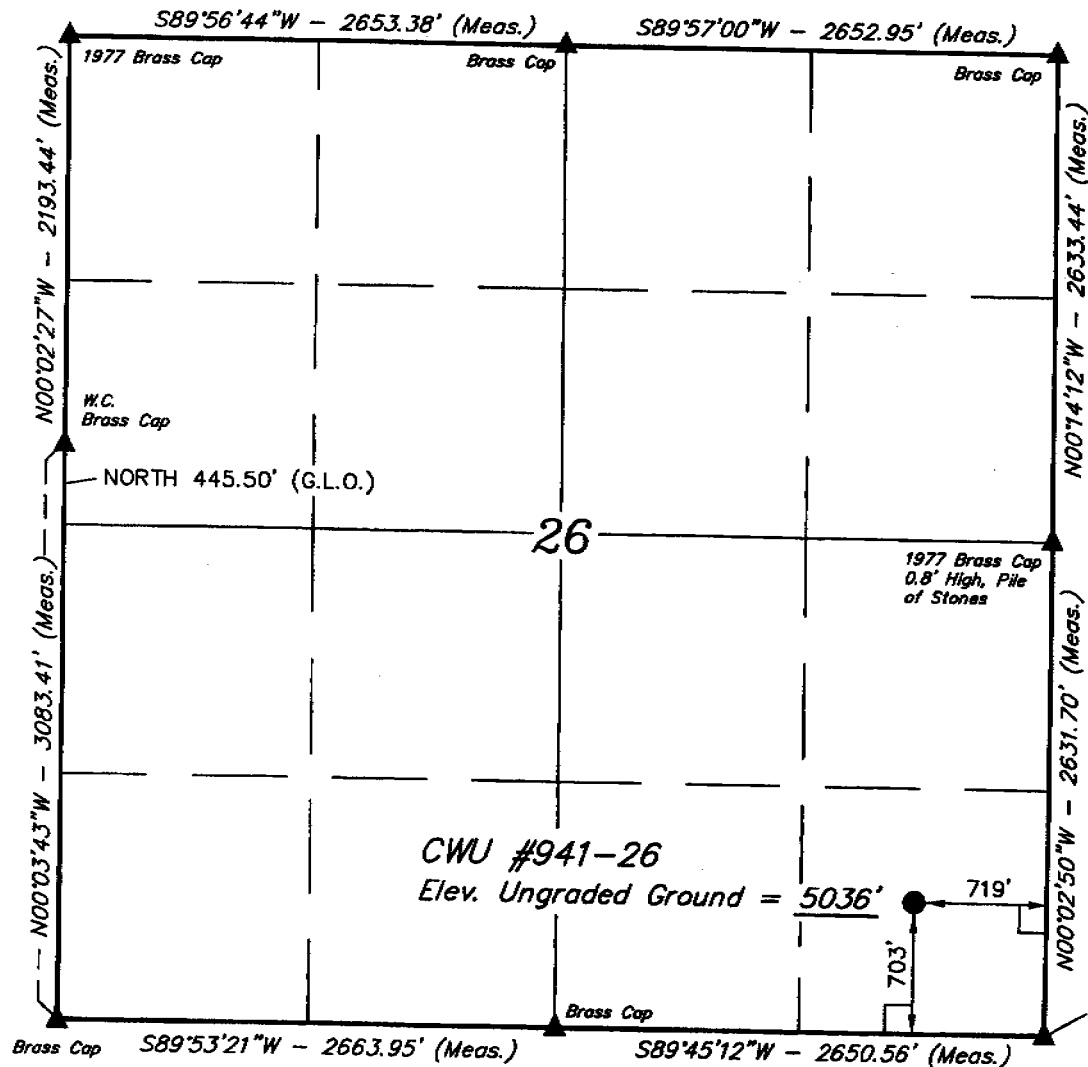 S89°56'44"W - 2653.38' (Meas.)
S89°57'00"W - 2652.95' (Meas.)
1977 Brass Cap
Brass Cap
Brass Cap
N00°02'27"W - 2193.44' (Meas.)
N00°14'12"W - 2633.44' (Meas.)
W.C.
Brass Cap
NORTH 445.50' (G.L.O.)
26
1977 Brass Cap
0.8' High, Pile
of Stones
N00°03'43"W - 3083.41' (Meas.)
N00°02'50"W - 2631.70' (Meas.)
CWU #941-26
Elev. Ungraded Ground = 5036'
719'
703'
Brass Cap
Brass Cap
S89°53'21"W - 2663.95' (Meas.)
S89°45'12"W - 2650.56' (Meas.)